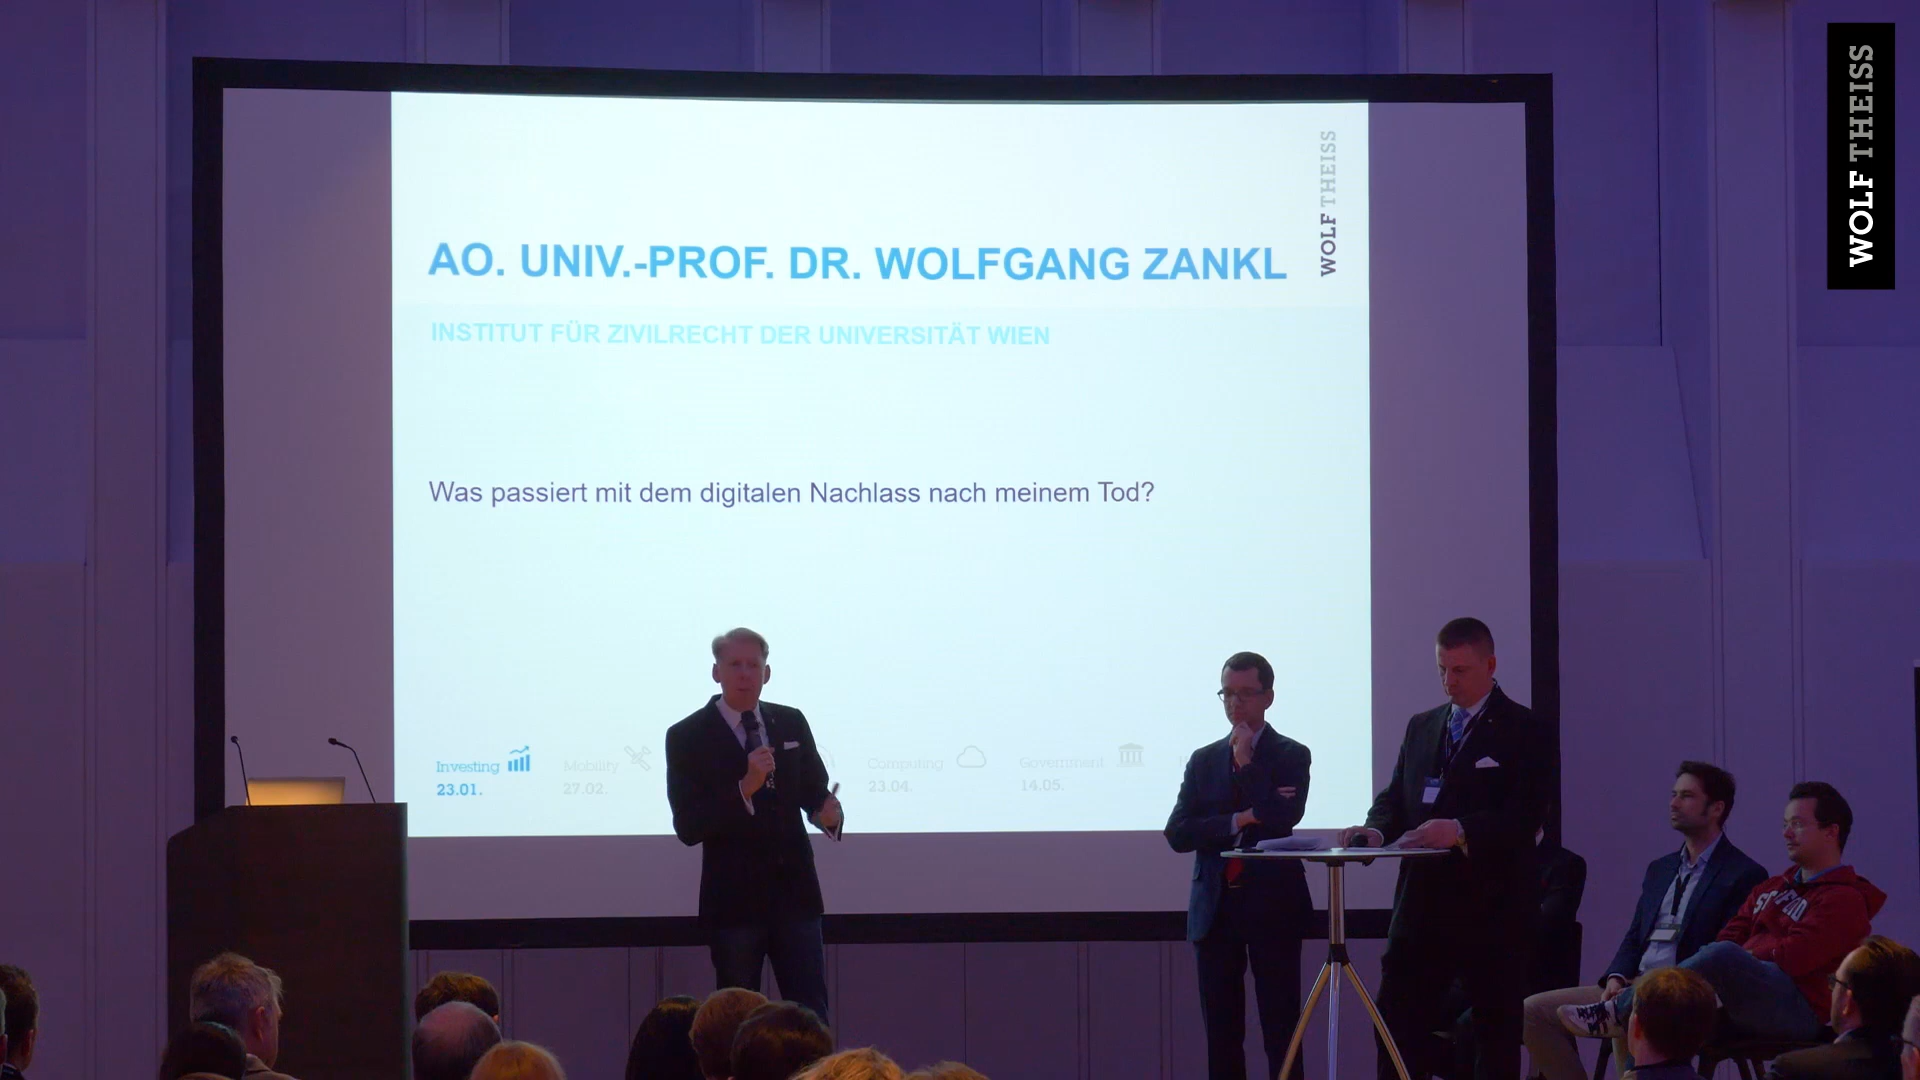 WOLF THEISS
WOLF THEISS
AO. UNIV.-PROF. DR. WOLFGANG ZANKL
INSTITUT FÜR ZIVILRECHT DER UNIVERSITÄT WIEN
Was passiert mit dem digitalen Nachlass nach meinem Tod?
Investing
23.01.
Mobility
27.02.
Computing
23.04.
Government
14.05.